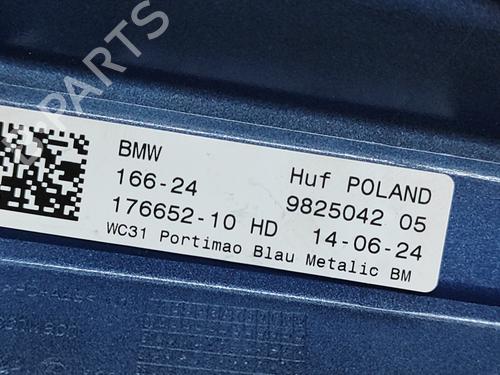 BMW
Huf POLAND
166-24
9825042 05
176652-10 HD
14-06-24
WC31 Portimao Blau Metalic BM